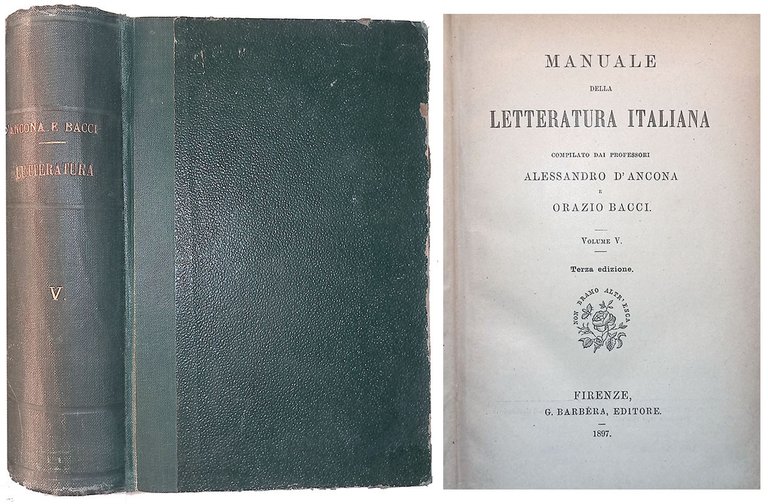 D'ANCONA E BACCI
LETTERATURA
V.
MANUALE
DELLA
LETTERATURA ITALIANA
COMPILATO DAI PROFESSORI
ALESSANDRO D'ANCONA
E
ORAZIO BACCI.
VOLUME V.
Terza edizione.
NON BRAMO ALTR'ESCA
FIRENZE,
G. BARBÈRA, EDITORE.
1897.